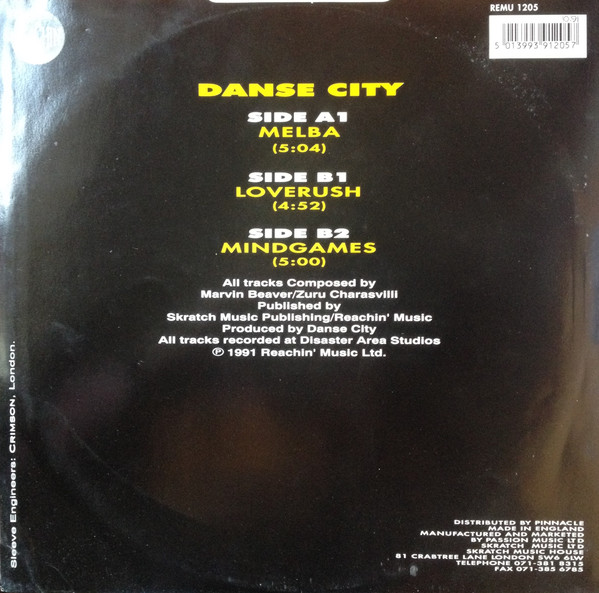 REMU 1205
5 013993 912057
DANSE CITY
SIDE A1
MELBA
(5:04)
SIDE B1
LOVERUSH
(4:52)
SIDE B2
MINDGAMES
(5:00)
All tracks Composed by
Marvin Beaver/Zuru Charasvilli
Published by
Skratch Music Publishing/Reachin' Music
Produced by Danse City
All tracks recorded at Disaster Area Studios
℗ 1991 Reachin' Music Ltd.
Sleeve Engineers: CRIMSON, London.
DISTRIBUTED BY PINNACLE
MADE IN ENGLAND
MANUFACTURED AND MARKETED
BY PASSION MUSIC LTD
SKRATCH MUSIC LTD
SKRATCH MUSIC HOUSE
81 CRABTREE LANE LONDON SW6 6LW
TELEPHONE 071-381 8315
FAX 071-385 6785